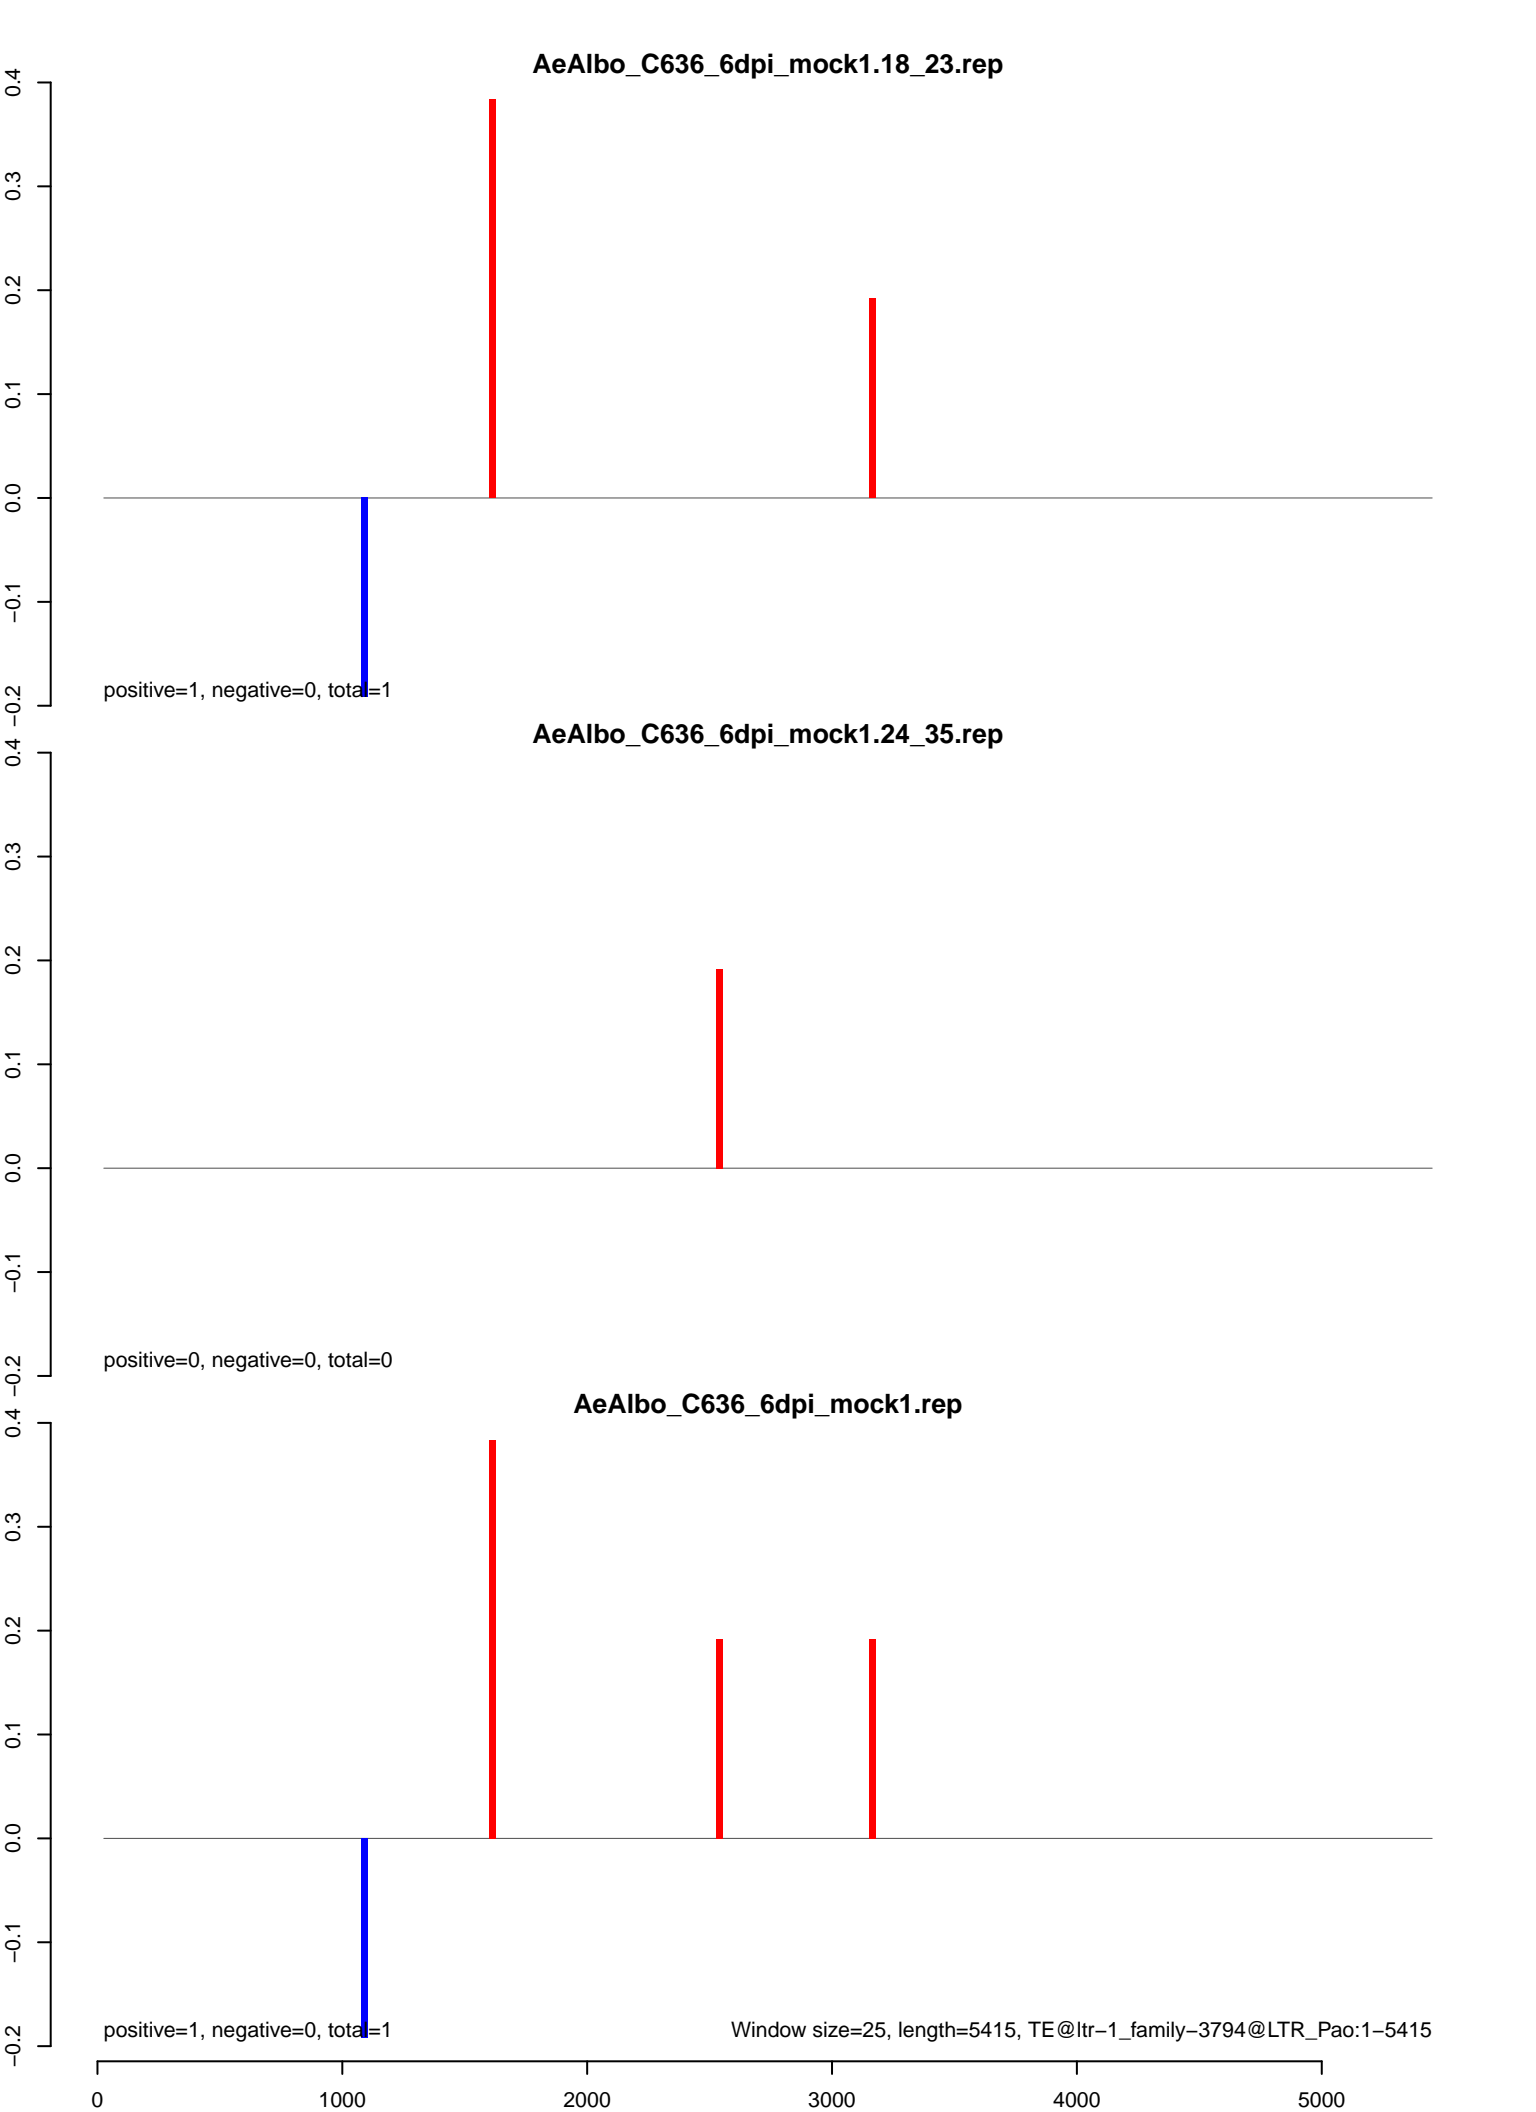 AeAlbo_C636_6dpi_mock1.18_23.rep
0.4
0.3
0.2
0.1
0.0
−0.1
−0.2
positive=1, negative=0, total=1
AeAlbo_C636_6dpi_mock1.24_35.rep
0.4
0.3
0.2
0.1
0.0
−0.1
−0.2
positive=0, negative=0, total=0
AeAlbo_C636_6dpi_mock1.rep
0.4
0.3
0.2
0.1
0.0
−0.1
−0.2
positive=1, negative=0, total=1
Window size=25, length=5415, TE@ltr−1_family−3794@LTR_Pao:1−5415
0 1000 2000 3000 4000 5000